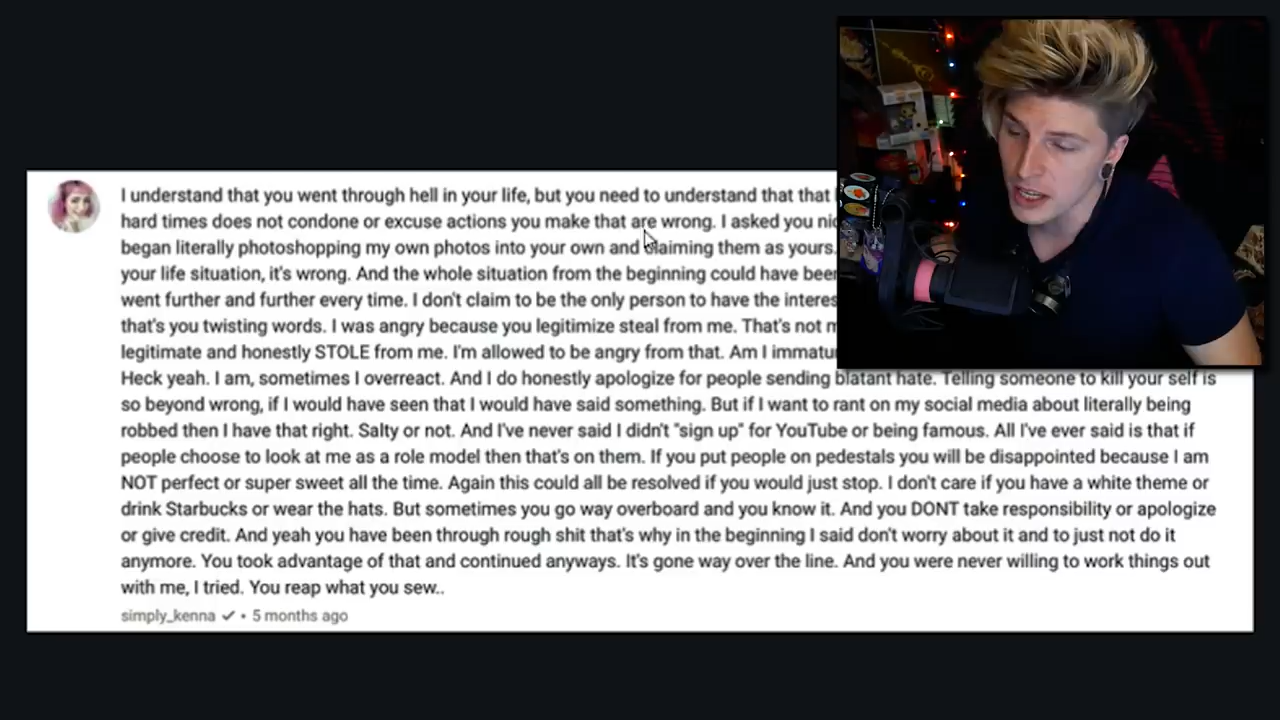 I understand that you went through hell in your life, but you need to understand that that
hard times does not condone or excuse actions you make that are wrong. I asked you
began literally photoshopping my own photos into your own and claiming them as yours.
your life situation, it's wrong. And the whole situation from the beginning could have been
went further and further every time. I don't claim to be the only person to have the
that's you twisting words. I was angry because you legitimize steal from me. That's not
legitimate and honestly STOLE from me. I'm allowed to be angry from that. Am I
Heck yeah. I am, sometimes I overreact. And I do honestly apologize for people sending blatant hate. Telling someone to kill your self is
so beyond wrong, if I would have seen that I would have said something. But if I want to rant on my social media about literally being
robbed then I have that right. Salty or not. And I've never said I didn't "sign up" for YouTube or being famous. All I've ever said is that if
people choose to look at me as a role model then that's on them. If you put people on pedestals you will be disappointed because I am
NOT perfect or super sweet all the time. Again this could all be resolved if you would just stop. I don't care if you have a white theme or
drink Starbucks or wear the hats. But sometimes you go way overboard and you know it. And you DONT take responsibility or apologize
or give credit. And yeah you have been through rough shit that's why in the beginning I said don't worry about it and to just not do it
anymore. You took advantage of that and continued anyways. It's gone way over the line. And you were never willing to work things out
with me, I tried. You reap what you sew..
simply_kenna ✓ • 5 months ago